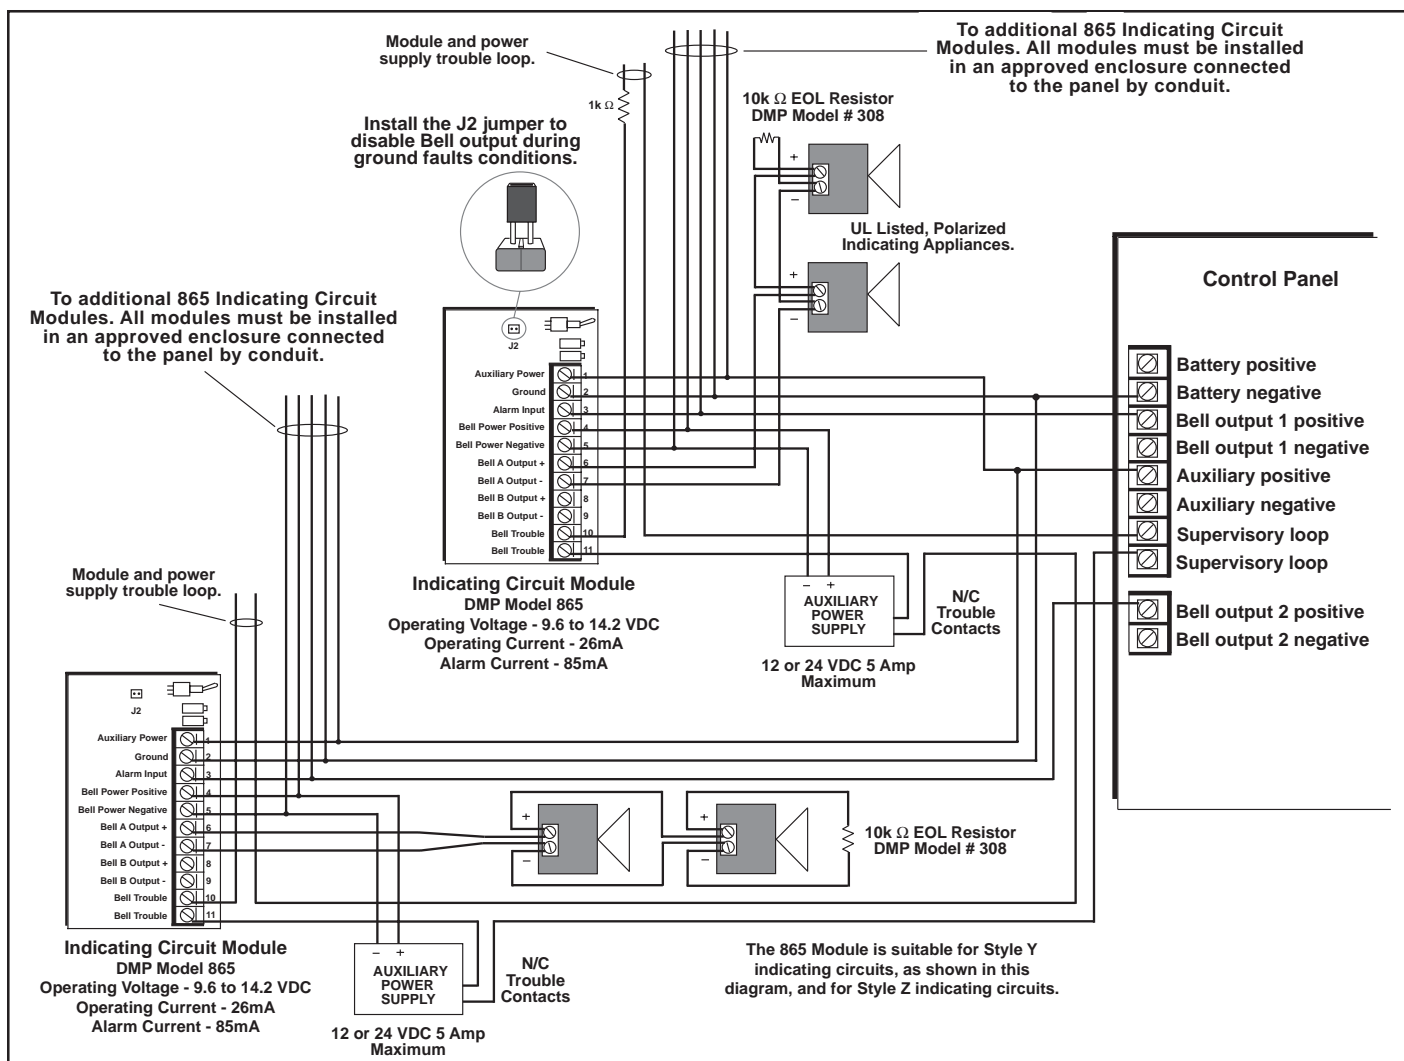 To additional 865 Indicating Circuit
Modules. All modules must be installed
in an approved enclosure connected
to the panel by conduit.
Module and power
supply trouble loop.
1k Ω
10k Ω EOL Resistor
DMP Model # 308
Install the J2 jumper to
disable Bell output during
ground faults conditions.
+
−
UL Listed, Polarized
Indicating Appliances.
+
−
To additional 865 Indicating Circuit
Modules. All modules must be installed
in an approved enclosure connected
to the panel by conduit.
J2
Auxiliary Power 1
Ground 2
Alarm Input 3
Bell Power Positive 4
Bell Power Negative 5
Bell A Output + 6
Bell A Output - 7
Bell B Output + 8
Bell B Output - 9
Bell Trouble 10
Bell Trouble 11
Indicating Circuit Module
DMP Model 865
Operating Voltage - 9.6 to 14.2 VDC
Operating Current - 26mA
Alarm Current - 85mA
− +
AUXILIARY
POWER
SUPPLY
12 or 24 VDC 5 Amp
Maximum
N/C
Trouble
Contacts
Control Panel
Battery positive
Battery negative
Bell output 1 positive
Bell output 1 negative
Auxiliary positive
Auxiliary negative
Supervisory loop
Supervisory loop
Bell output 2 positive
Bell output 2 negative
Module and power
supply trouble loop.
J2
Auxiliary Power 1
Ground 2
Alarm Input 3
Bell Power Positive 4
Bell Power Negative 5
Bell A Output + 6
Bell A Output - 7
Bell B Output + 8
Bell B Output - 9
Bell Trouble 10
Bell Trouble 11
Indicating Circuit Module
DMP Model 865
Operating Voltage - 9.6 to 14.2 VDC
Operating Current - 26mA
Alarm Current - 85mA
+
−
+
−
10k Ω EOL Resistor
DMP Model # 308
− +
AUXILIARY
POWER
SUPPLY
12 or 24 VDC 5 Amp
Maximum
N/C
Trouble
Contacts
The 865 Module is suitable for Style Y
indicating circuits, as shown in this
diagram, and for Style Z indicating circuits.